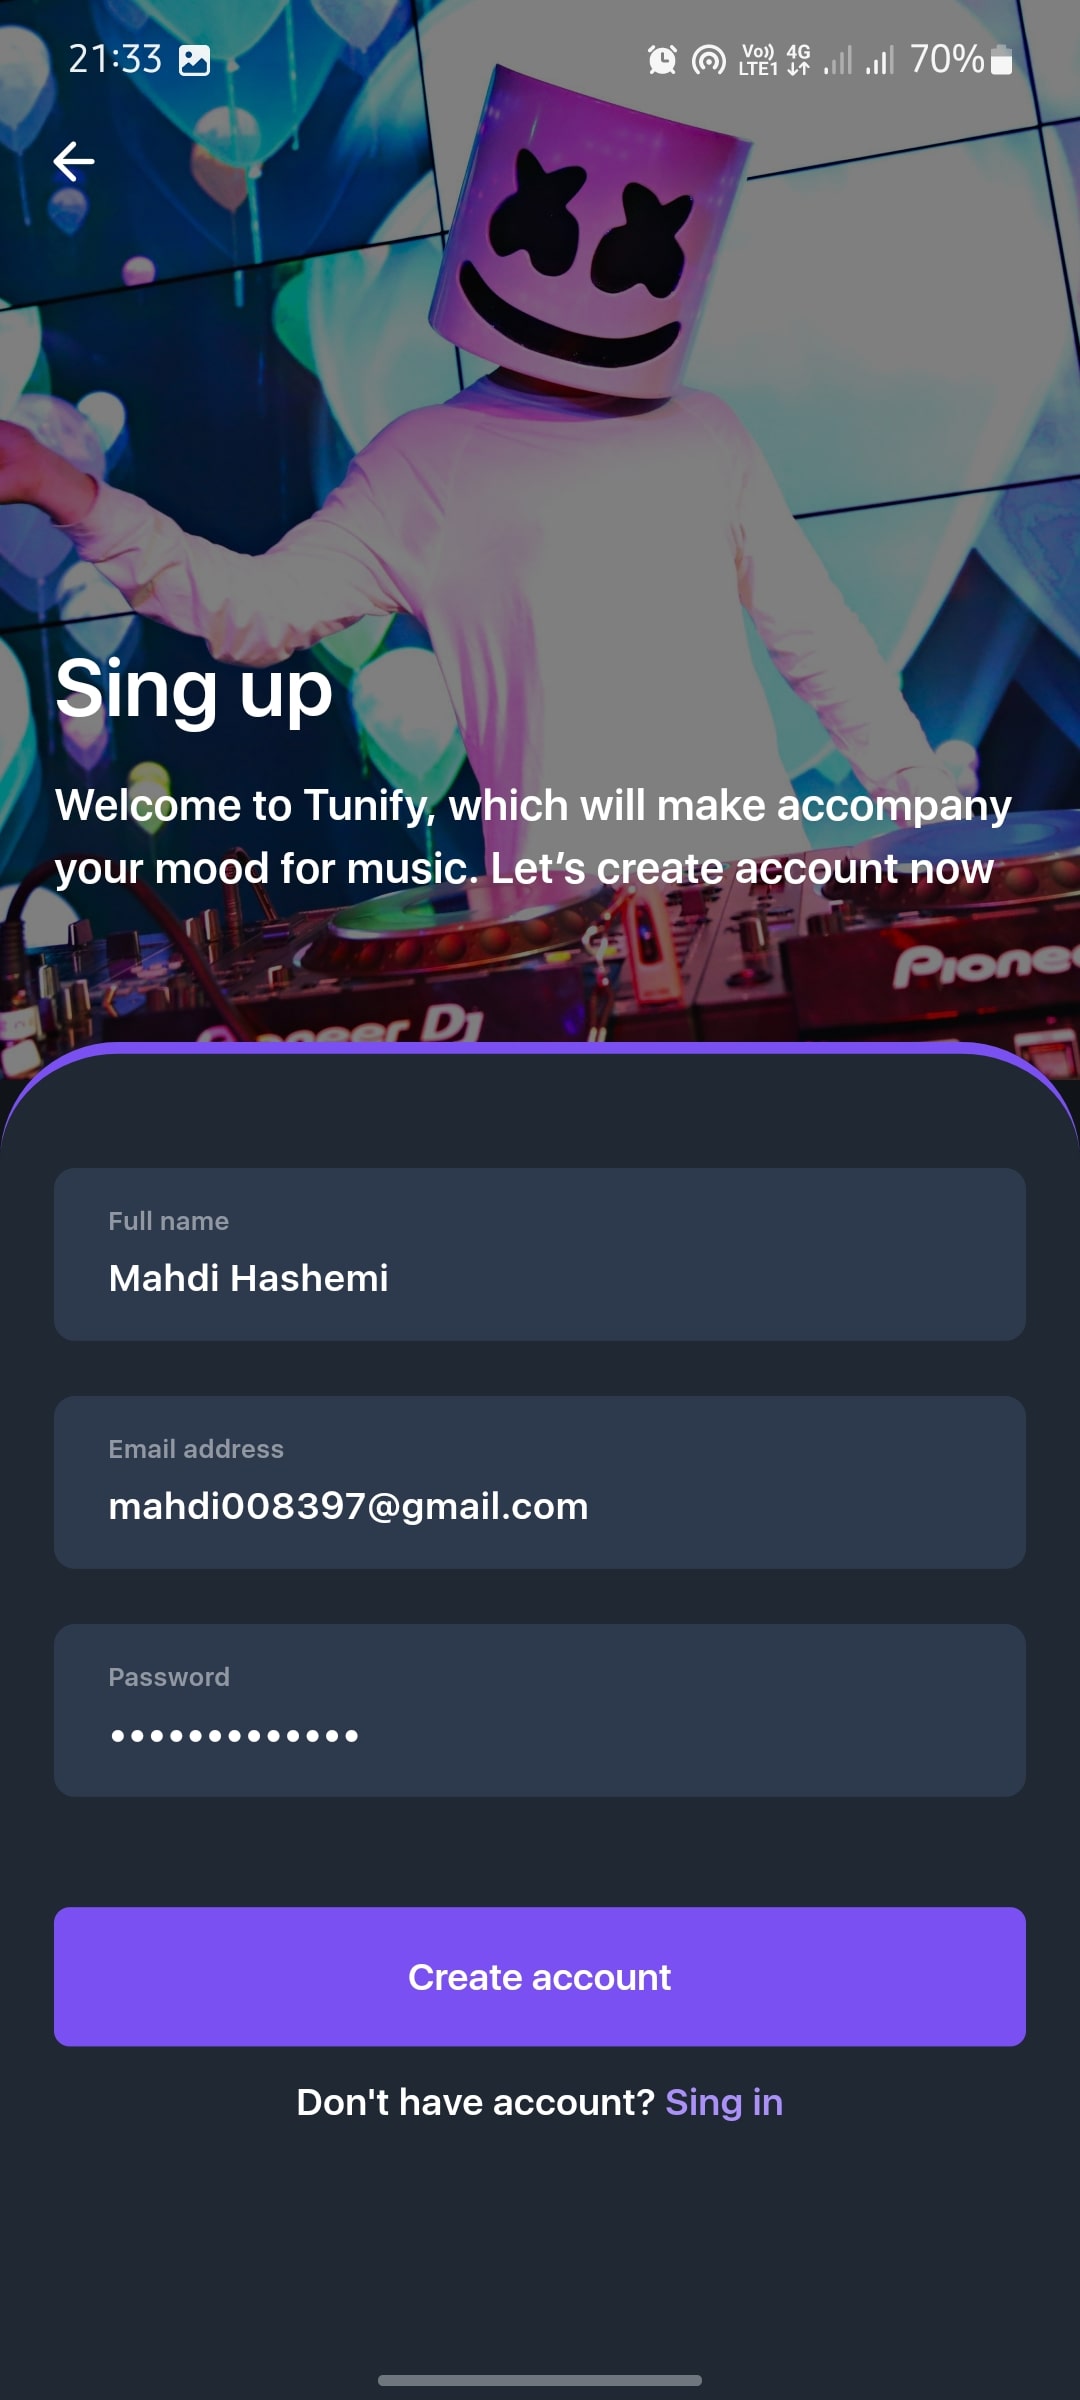 21:33 Vo)) LTE1 4G 70%
Sing up
Welcome to Tunify, which will make accompany
your mood for music. Let’s create account now
Pionee
oneer DJ
Full name
Mahdi Hashemi
Email address
mahdi008397@gmail.com
Password
•••••••••••••
Create account
Don't have account? Sing in